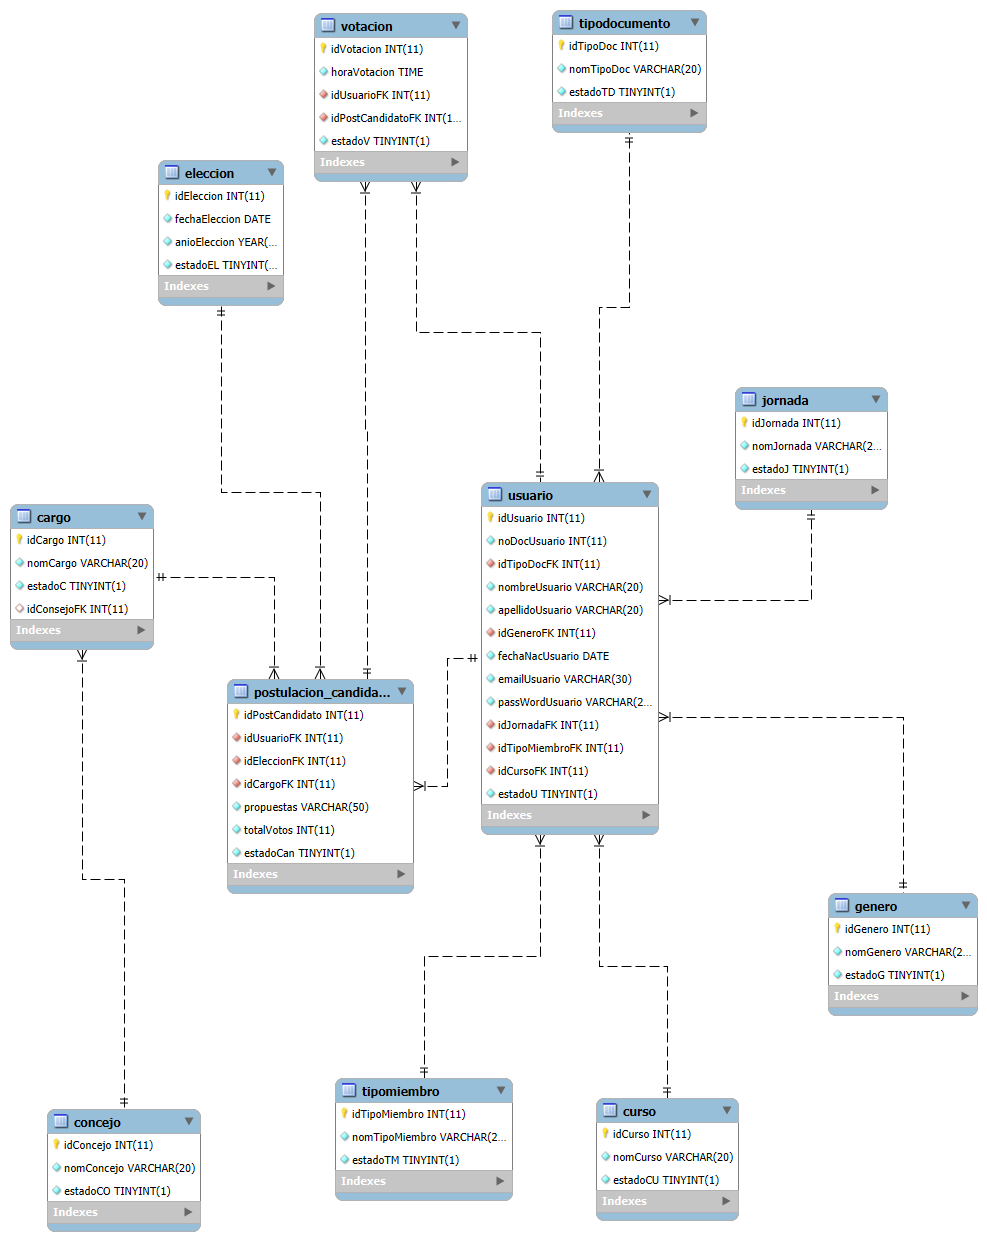 votacion
idVotacion INT(11)
horaVotacion TIME
idUsuarioFK INT(11)
idPostCandidatoFK INT(1...
estadoV TINYINT(1)
Indexes
tipodocumento
idTipoDoc INT(11)
nomTipoDoc VARCHAR(20)
estadoTD TINYINT(1)
Indexes
eleccion
idEleccion INT(11)
fechaEleccion DATE
anioEleccion YEAR(...
estadoEL TINYINT(...
Indexes
jornada
idJornada INT(11)
nomJornada VARCHAR(2...
estadoJ TINYINT(1)
Indexes
cargo
idCargo INT(11)
nomCargo VARCHAR(20)
estadoC TINYINT(1)
idConsejoFK INT(11)
Indexes
usuario
idUsuario INT(11)
noDocUsuario INT(11)
idTipoDocFK INT(11)
nombreUsuario VARCHAR(20)
apellidoUsuario VARCHAR(20)
idGeneroFK INT(11)
fechaNacUsuario DATE
emailUsuario VARCHAR(30)
passWordUsuario VARCHAR(2...
idJornadaFK INT(11)
idTipoMiembroFK INT(11)
idCursoFK INT(11)
estadoU TINYINT(1)
Indexes
postulacion_candida...
idPostCandidato INT(11)
idUsuarioFK INT(11)
idEleccionFK INT(11)
idCargoFK INT(11)
propuestas VARCHAR(50)
totalVotos INT(11)
estadoCan TINYINT(1)
Indexes
genero
idGenero INT(11)
nomGenero VARCHAR(2...
estadoG TINYINT(1)
Indexes
concejo
idConcejo INT(11)
nomConcejo VARCHAR(20)
estadoCO TINYINT(1)
Indexes
tipomiembro
idTipoMiembro INT(11)
nomTipoMiembro VARCHAR(2...
estadoTM TINYINT(1)
Indexes
curso
idCurso INT(11)
nomCurso VARCHAR(20)
estadoCU TINYINT(1)
Indexes